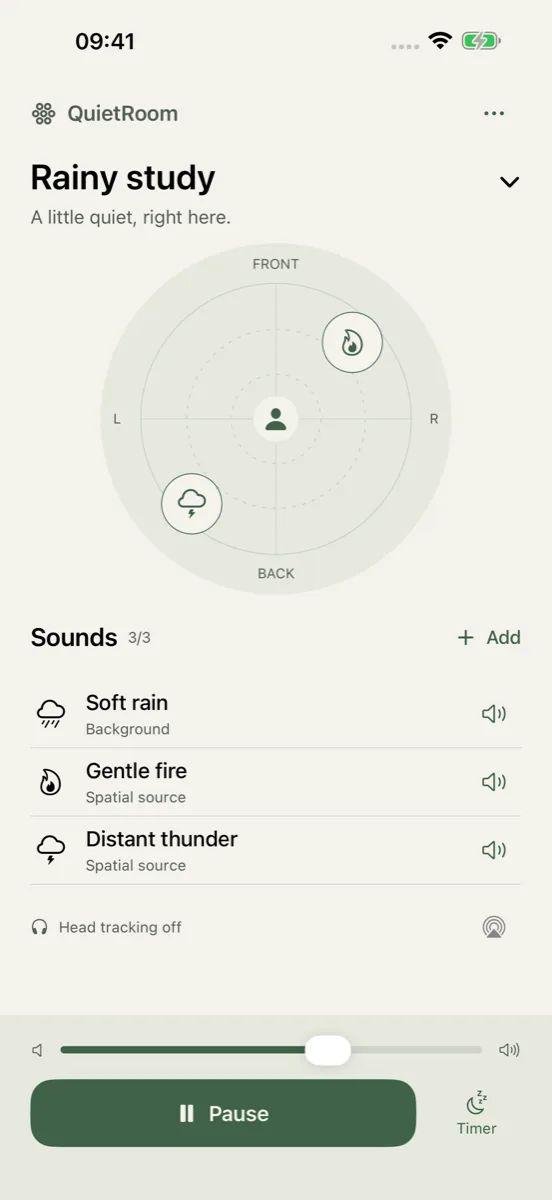 09:41
QuietRoom
Rainy study
A little quiet, right here.
FRONT
L
R
BACK
Sounds 3/3
+ Add
Soft rain
Background
Gentle fire
Spatial source
Distant thunder
Spatial source
Head tracking off
Pause
Timer